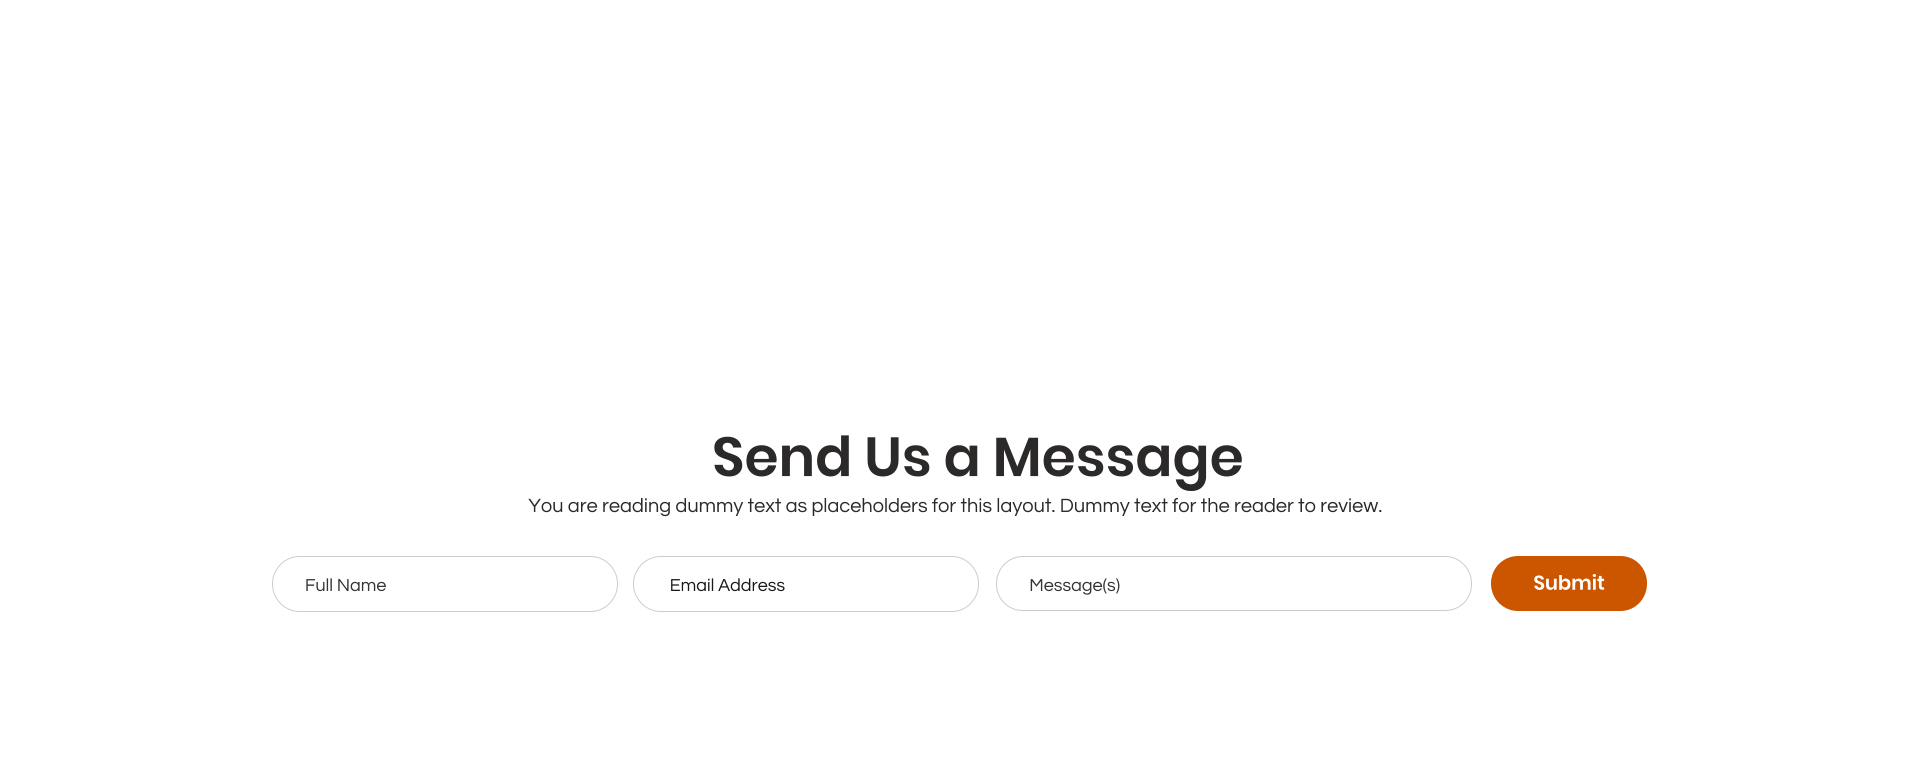 Send Us a Message
You are reading dummy text as placeholders for this layout. Dummy text for the reader to review.
Full Name
Email Address
Message(s)
Submit